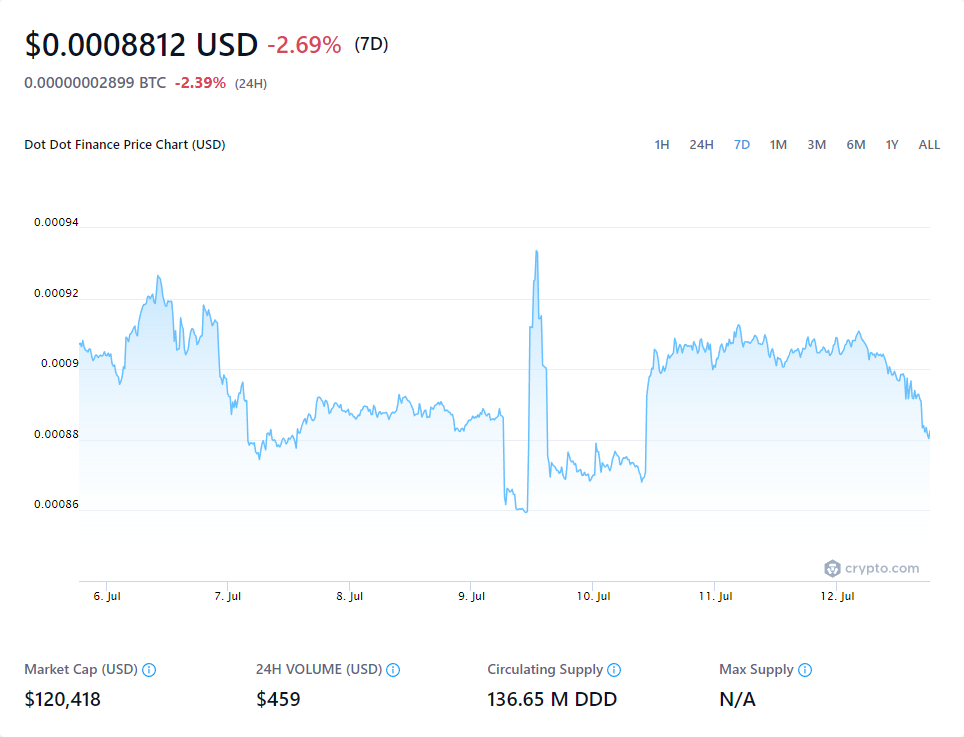 $0.0008812 USD -2.69% (7D)
0.00000002899 BTC -2.39% (24H)
Dot Dot Finance Price Chart (USD)
1H 24H 7D 1M 3M 6M 1Y ALL
0.00094
0.00092
0.0009
0.00088
0.00086
crypto.com
6. Jul 7. Jul 8. Jul 9. Jul 10. Jul 11. Jul 12. Jul
Market Cap (USD) 24H VOLUME (USD) Circulating Supply Max Supply
$120,418 $459 136.65 M DDD N/A